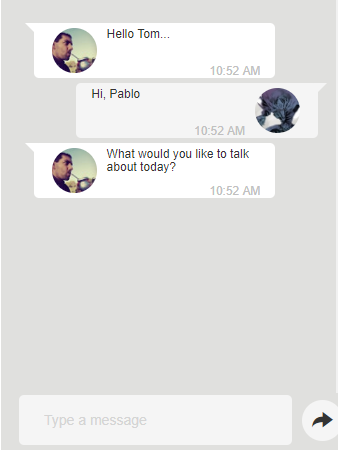 Hello Tom...
10:52 AM
Hi, Pablo
10:52 AM
What would you like to talk
about today?
10:52 AM
Type a message